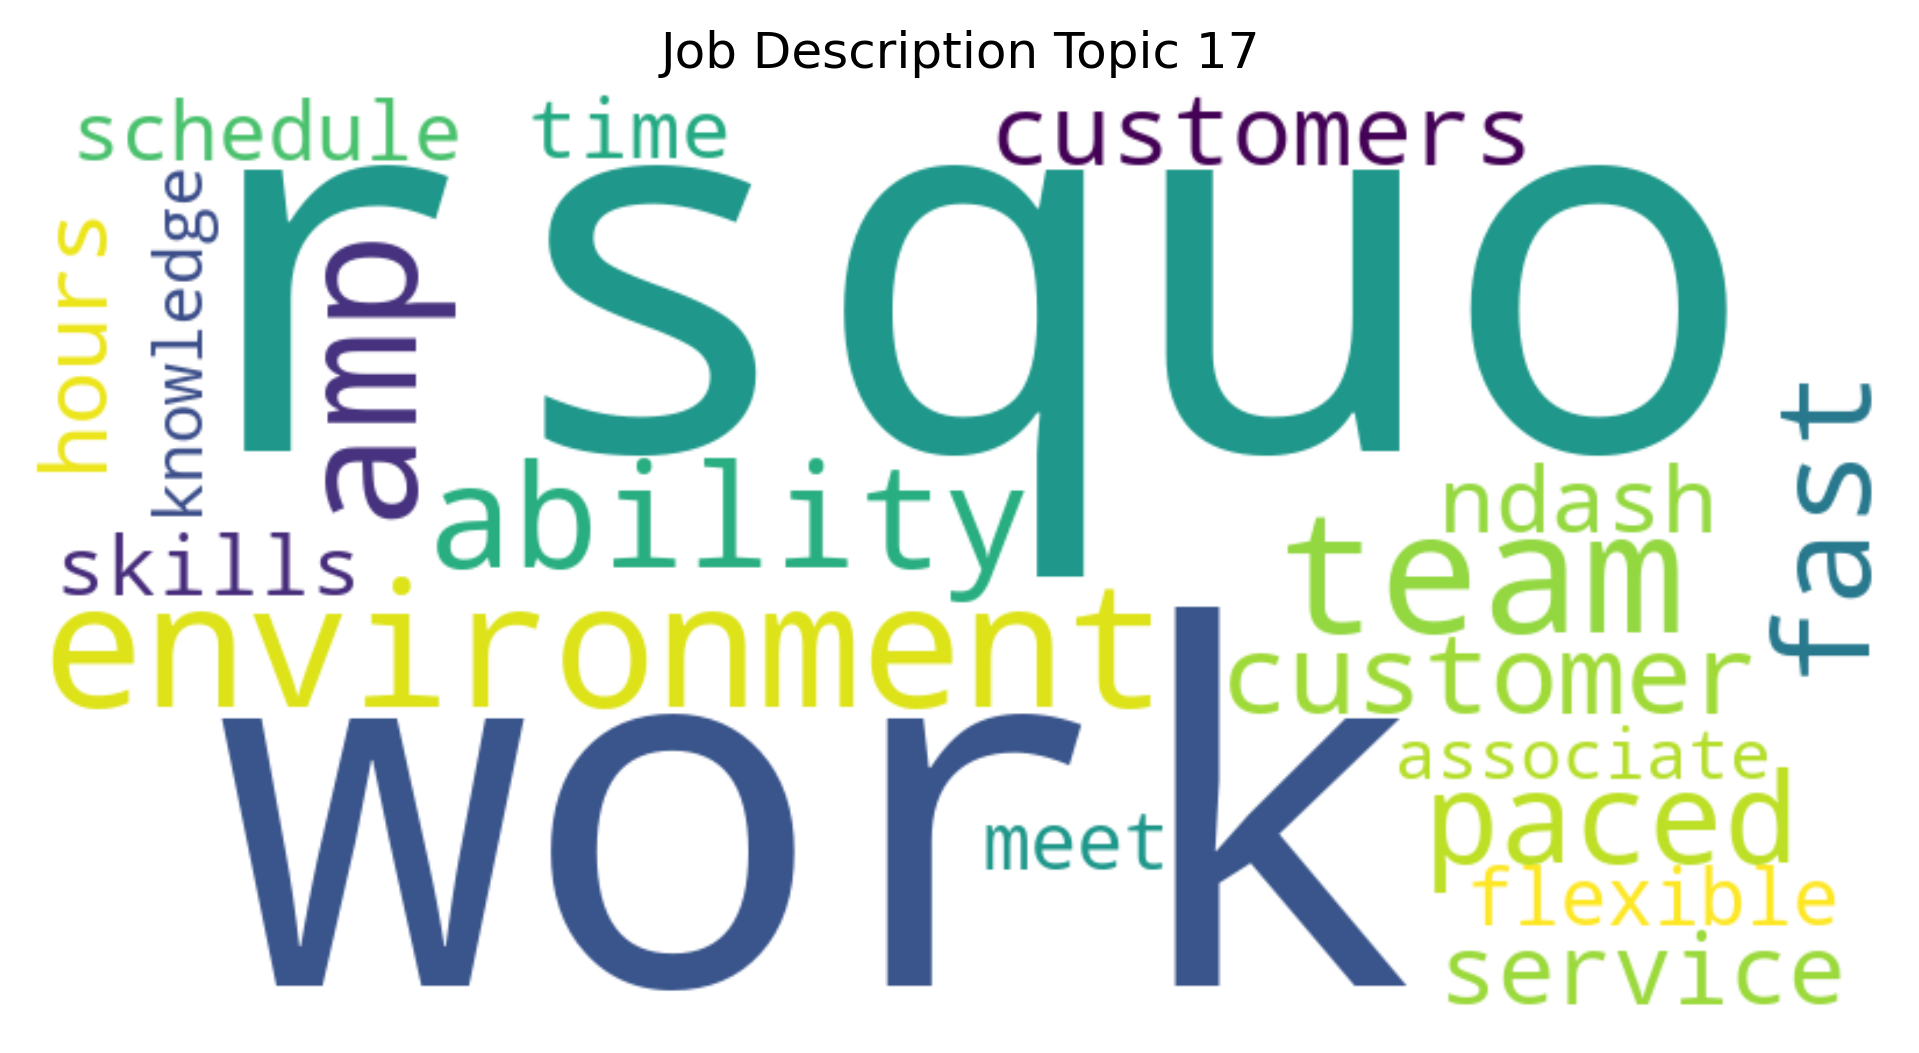 Job Description Topic 17
schedule
time
customers
rsquo
hours
knowledge
amp
fast
ability
ndash
skills
team
environment
customer
work
associate
meet
paced
flexible
service